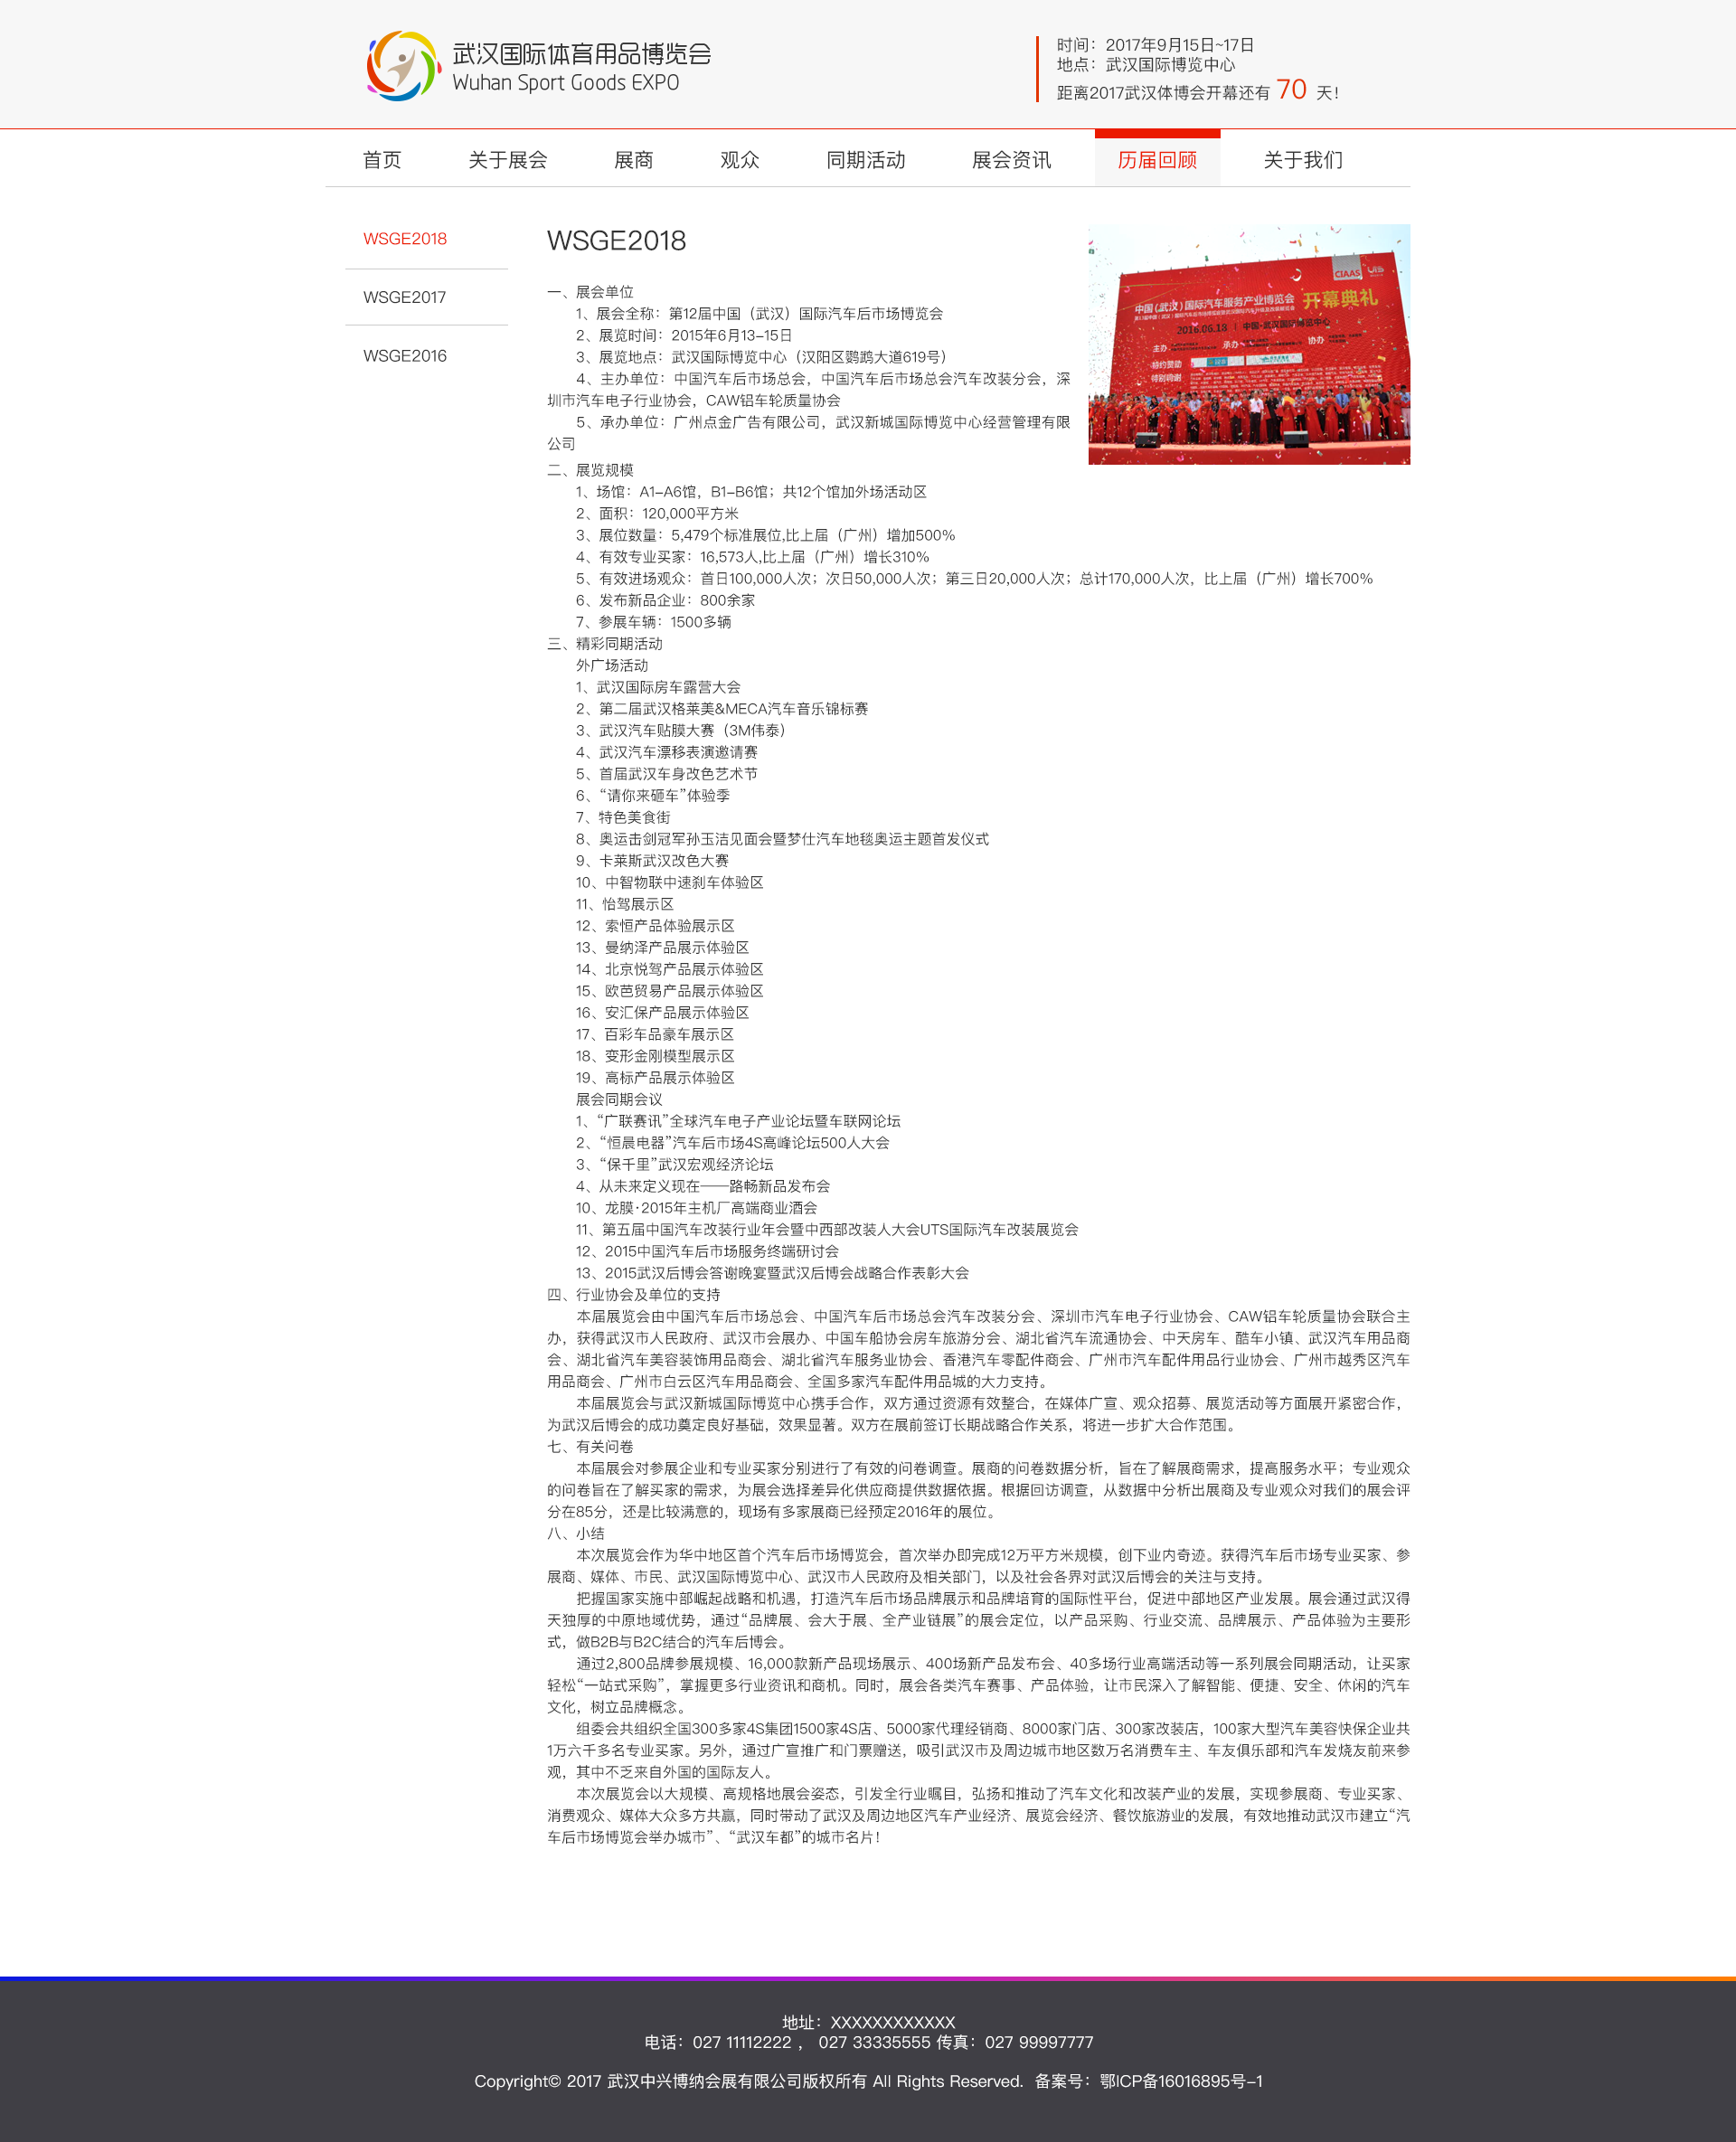 武汉国际体育用品博览会
Wuhan Sport Goods EXPO
时间：2017年9月15日~17日
地点：武汉国际博览中心
距离2017武汉体博会开幕还有 70 天！
首页 关于展会 展商 观众 同期活动 展会资讯 历届回顾 关于我们
WSGE2018
WSGE2017
WSGE2016
WSGE2018
CIAAS
中国（武汉）国际汽车服务产业博览会
开幕典礼
2016.06.18 中国·武汉国际博览中心
主办
承办
协办
特约赞助
特别鸣谢
一、展会单位
1、展会全称：第12届中国（武汉）国际汽车后市场博览会
2、展览时间：2015年6月13-15日
3、展览地点：武汉国际博览中心（汉阳区鹦鹉大道619号）
4、主办单位：中国汽车后市场总会，中国汽车后市场总会汽车改装分会，深
圳市汽车电子行业协会，CAW铝车轮质量协会
5、承办单位：广州点金广告有限公司，武汉新城国际博览中心经营管理有限
公司
二、展览规模
1、场馆：A1-A6馆，B1-B6馆；共12个馆加外场活动区
2、面积：120,000平方米
3、展位数量：5,479个标准展位,比上届（广州）增加500%
4、有效专业买家：16,573人,比上届（广州）增长310%
5、有效进场观众：首日100,000人次；次日50,000人次；第三日20,000人次；总计170,000人次，比上届（广州）增长700%
6、发布新品企业：800余家
7、参展车辆：1500多辆
三、精彩同期活动
外广场活动
1、武汉国际房车露营大会
2、第二届武汉格莱美&MECA汽车音乐锦标赛
3、武汉汽车贴膜大赛（3M伟泰）
4、武汉汽车漂移表演邀请赛
5、首届武汉车身改色艺术节
6、“请你来砸车”体验季
7、特色美食街
8、奥运击剑冠军孙玉洁见面会暨梦仕汽车地毯奥运主题首发仪式
9、卡莱斯武汉改色大赛
10、中智物联中速刹车体验区
11、怡驾展示区
12、索恒产品体验展示区
13、曼纳泽产品展示体验区
14、北京悦驾产品展示体验区
15、欧芭贸易产品展示体验区
16、安汇保产品展示体验区
17、百彩车品豪车展示区
18、变形金刚模型展示区
19、高标产品展示体验区
展会同期会议
1、“广联赛讯”全球汽车电子产业论坛暨车联网论坛
2、“恒晨电器”汽车后市场4S高峰论坛500人大会
3、“保千里”武汉宏观经济论坛
4、从未来定义现在——路畅新品发布会
10、龙膜·2015年主机厂高端商业酒会
11、第五届中国汽车改装行业年会暨中西部改装人大会UTS国际汽车改装展览会
12、2015中国汽车后市场服务终端研讨会
13、2015武汉后博会答谢晚宴暨武汉后博会战略合作表彰大会
四、行业协会及单位的支持
本届展览会由中国汽车后市场总会、中国汽车后市场总会汽车改装分会、深圳市汽车电子行业协会、CAW铝车轮质量协会联合主
办，获得武汉市人民政府、武汉市会展办、中国车船协会房车旅游分会、湖北省汽车流通协会、中天房车、酷车小镇、武汉汽车用品商
会、湖北省汽车美容装饰用品商会、湖北省汽车服务业协会、香港汽车零配件商会、广州市汽车配件用品行业协会、广州市越秀区汽车
用品商会、广州市白云区汽车用品商会、全国多家汽车配件用品城的大力支持。
本届展览会与武汉新城国际博览中心携手合作，双方通过资源有效整合，在媒体广宣、观众招募、展览活动等方面展开紧密合作，
为武汉后博会的成功奠定良好基础，效果显著。双方在展前签订长期战略合作关系，将进一步扩大合作范围。
七、有关问卷
本届展会对参展企业和专业买家分别进行了有效的问卷调查。展商的问卷数据分析，旨在了解展商需求，提高服务水平；专业观众
的问卷旨在了解买家的需求，为展会选择差异化供应商提供数据依据。根据回访调查，从数据中分析出展商及专业观众对我们的展会评
分在85分，还是比较满意的，现场有多家展商已经预定2016年的展位。
八、小结
本次展览会作为华中地区首个汽车后市场博览会，首次举办即完成12万平方米规模，创下业内奇迹。获得汽车后市场专业买家、参
展商、媒体、市民、武汉国际博览中心、武汉市人民政府及相关部门，以及社会各界对武汉后博会的关注与支持。
把握国家实施中部崛起战略和机遇，打造汽车后市场品牌展示和品牌培育的国际性平台，促进中部地区产业发展。展会通过武汉得
天独厚的中原地域优势，通过“品牌展、会大于展、全产业链展”的展会定位，以产品采购、行业交流、品牌展示、产品体验为主要形
式，做B2B与B2C结合的汽车后博会。
通过2,800品牌参展规模、16,000款新产品现场展示、400场新产品发布会、40多场行业高端活动等一系列展会同期活动，让买家
轻松“一站式采购”，掌握更多行业资讯和商机。同时，展会各类汽车赛事、产品体验，让市民深入了解智能、便捷、安全、休闲的汽车
文化，树立品牌概念。
组委会共组织全国300多家4S集团1500家4S店、5000家代理经销商、8000家门店、300家改装店，100家大型汽车美容快保企业共
1万六千多名专业买家。另外，通过广宣推广和门票赠送，吸引武汉市及周边城市地区数万名消费车主、车友俱乐部和汽车发烧友前来参
观，其中不乏来自外国的国际友人。
本次展览会以大规模、高规格地展会姿态，引发全行业瞩目，弘扬和推动了汽车文化和改装产业的发展，实现参展商、专业买家、
消费观众、媒体大众多方共赢，同时带动了武汉及周边地区汽车产业经济、展览会经济、餐饮旅游业的发展，有效地推动武汉市建立“汽
车后市场博览会举办城市”、“武汉车都”的城市名片！
地址：XXXXXXXXXXXX
电话：027 11112222 ， 027 33335555 传真：027 99997777
Copyright© 2017 武汉中兴博纳会展有限公司版权所有 All Rights Reserved. 备案号：鄂ICP备16016895号-1